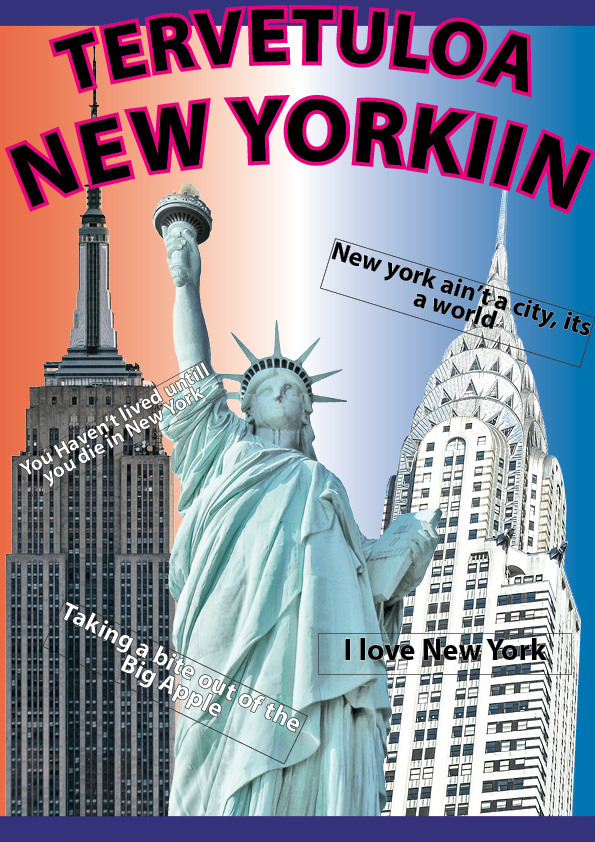 TERVETULOA
NEW YORKIIN
New york ain't a city, its
a world
You Haven't lived untill
you die in New York
Taking a bite out of the
Big Apple
I love New York